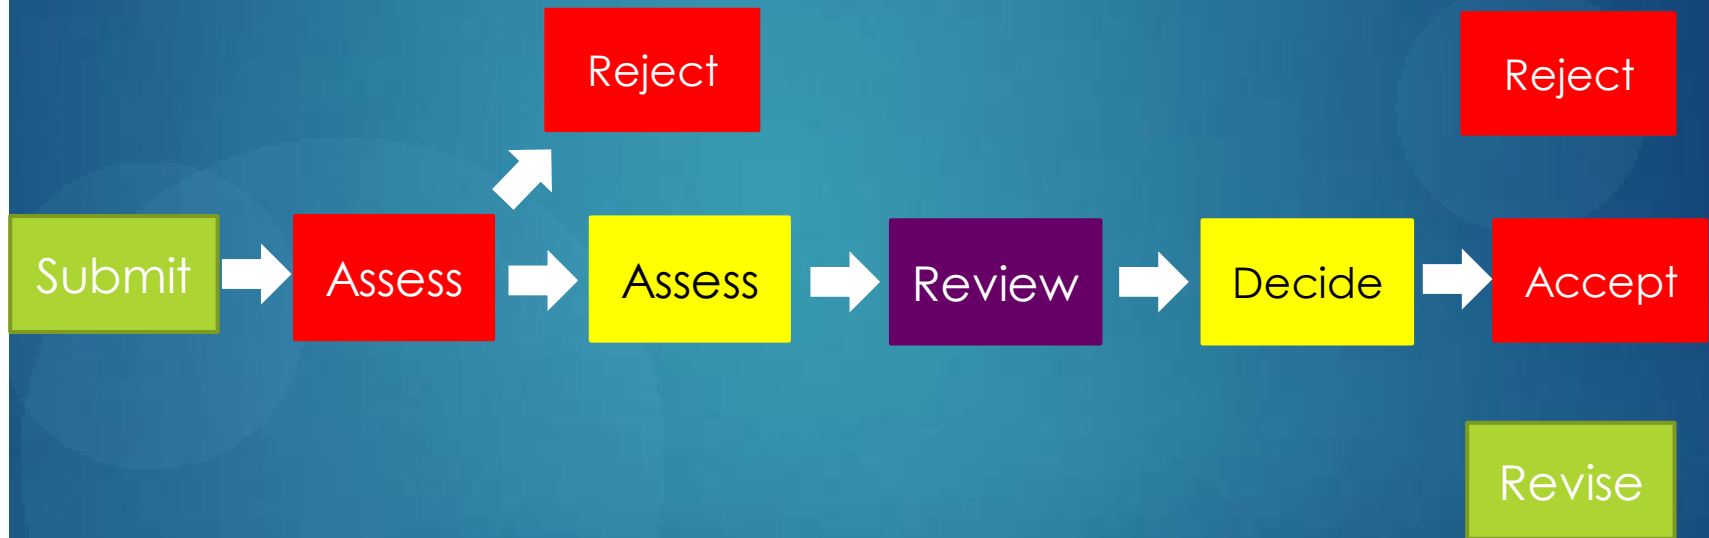 Reject
Reject
Submit
Assess
Assess
Review
Decide
Accept
Revise